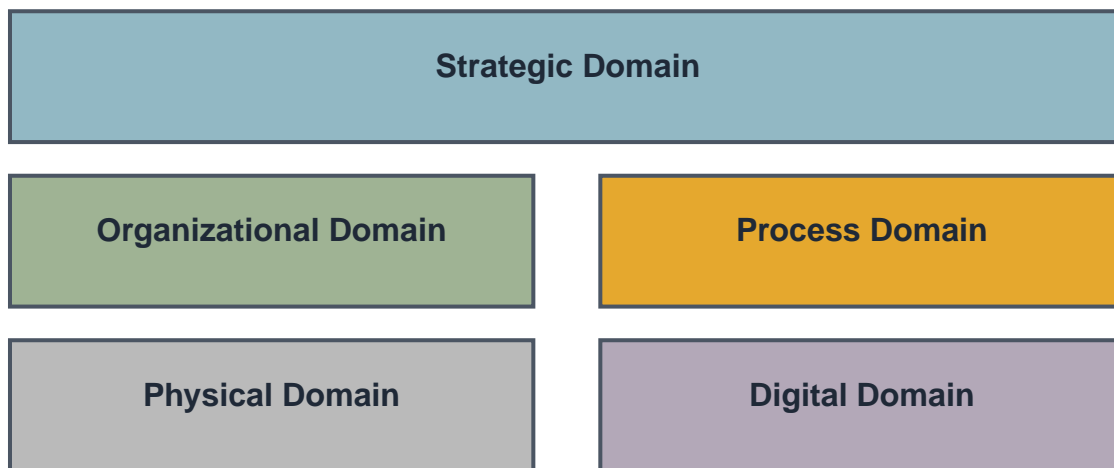 Strategic Domain
Organizational Domain
Process Domain
Physical Domain
Digital Domain